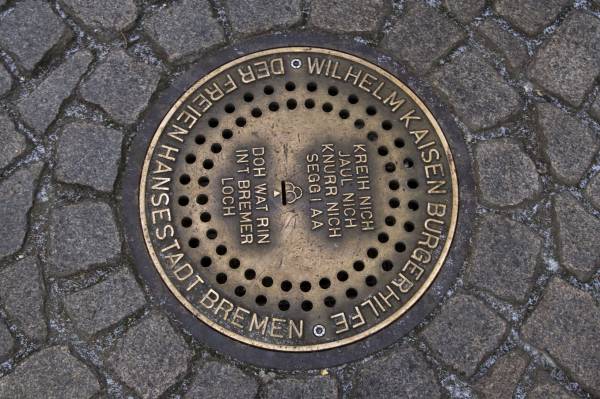 WILHELM KAISEN BÜRGERHILFE
DER FREIEN HANSESTADT BREMEN
KREIH NICH
JAUL NICH
KNURR NICH
SEGG I AA
DOH WAT RIN
INT BREMER
LOCH